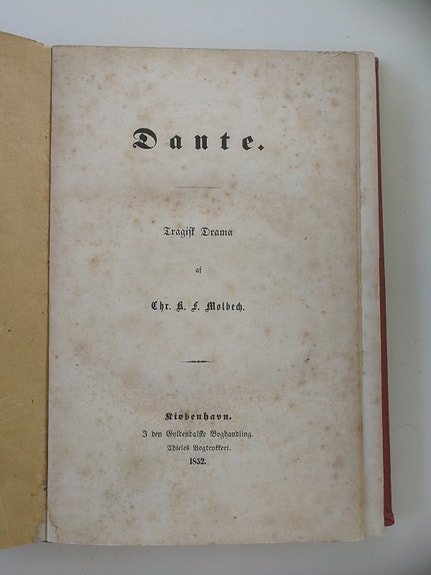 Dante.
Tragisk Drama
af
Chr. K. F. Molbech.
Kiøbenhavn.
I den Gyldendalske Boghandling.
Thieles Bogtrykkeri.
1852.